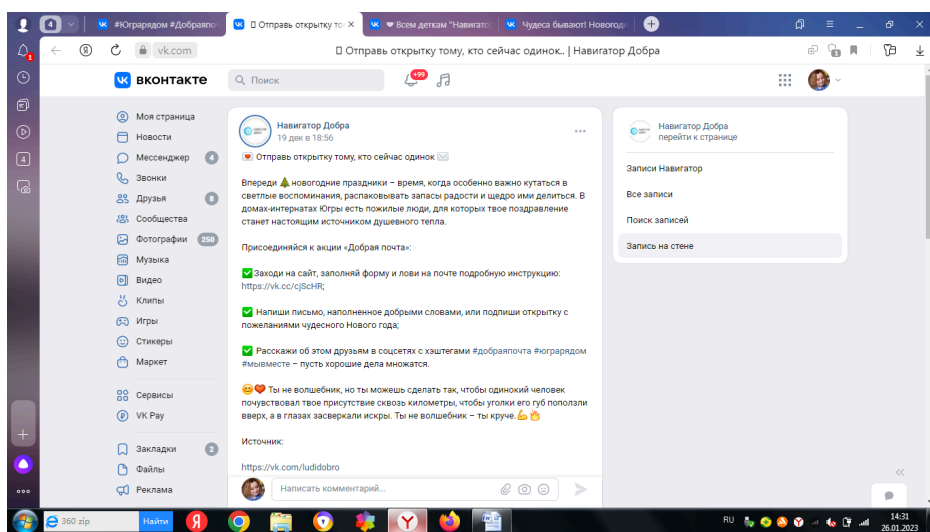 4
#Юграрядом #Добраяпо
Отправь открытку то
Всем деткам "Навигато
Чудеса бывают! Новогод
vk.com
Отправь открытку тому, кто сейчас одинок.. | Навигатор Добра
1
вконтакте
Поиск
+99
Моя страница
Новости
Мессенджер 4
Звонки
Друзья 8
Сообщества
Фотографии 250
Музыка
Видео
Клипы
Игры
Стикеры
Маркет
Сервисы
VK Pay
Закладки 2
Файлы
Реклама
Навигатор Добра
19 дек в 18:56
Отправь открытку тому, кто сейчас одинок
Впереди новогодние праздники – время, когда особенно важно кутаться в
светлые воспоминания, распаковывать запасы радости и щедро ими делиться. В
домах-интернатах Югры есть пожилые люди, для которых твое поздравление
станет настоящим источником душевного тепла.
Присоединяйся к акции «Добрая почта»:
Заходи на сайт, заполняй форму и лови на почте подробную инструкцию:
https://vk.cc/cjScHR;
Напиши письмо, наполненное добрыми словами, или подпиши открытку с
пожеланиями чудесного Нового года;
Расскажи об этом друзьям в соцсетях с хэштегами #добраяпочта #юграрядом
#мывместе – пусть хорошие дела множатся.
Ты не волшебник, но ты можешь сделать так, чтобы одинокий человек
почувствовал твое присутствие сквозь километры, чтобы уголки его губ поползли
вверх, а в глазах засверкали искры. Ты не волшебник – ты круче.
Источник:
https://vk.com/ludidobro
Написать комментарий...
Навигатор Добра
перейти к странице
Записи Навигатор
Все записи
Поиск записей
Запись на стене
4
360 zip
Найти
RU
14:31
26.01.2023